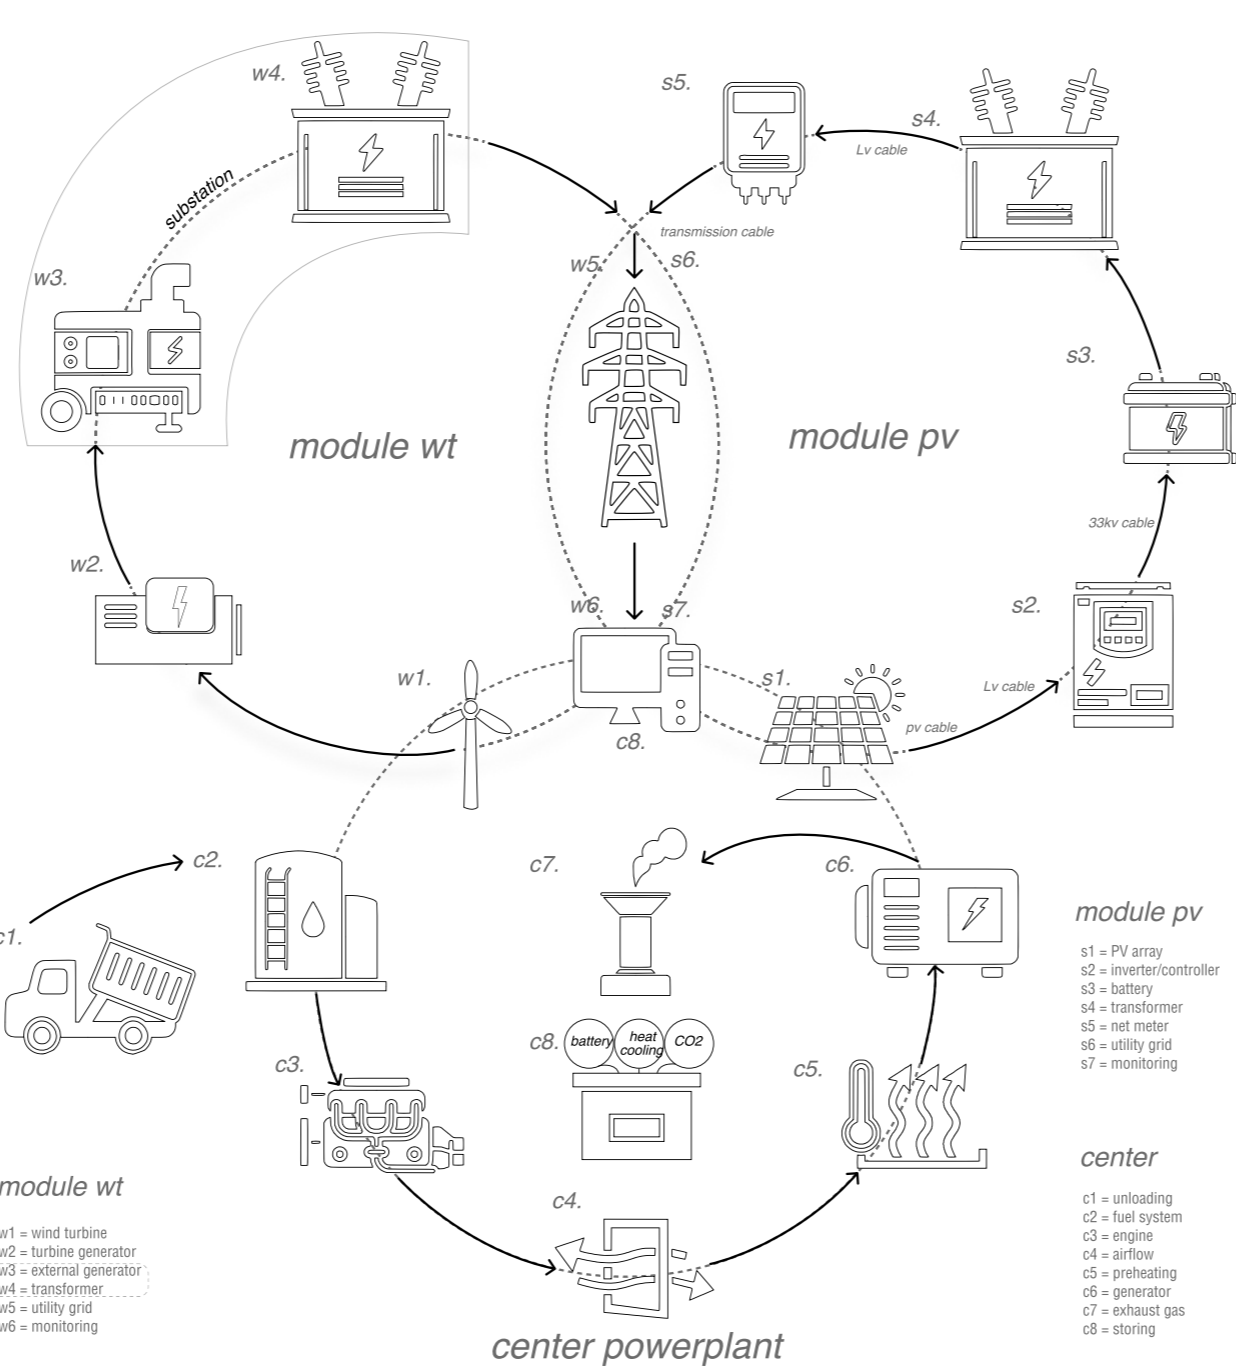 w4.
s5.
s4.
Lv cable
substation
transmission cable
w3.
w5.
s6.
s3.
module wt
module pv
33kv cable
w2.
w6.
s7.
s2.
w1.
s1.
Lv cable
pv cable
c8.
c2.
c7.
c6.
c1.
module pv
s1 = PV array
s2 = inverter/controller
s3 = battery
s4 = transformer
s5 = net meter
s6 = utility grid
s7 = monitoring
c8.
battery
heat
cooling
CO2
c3.
c5.
center
c1 = unloading
c2 = fuel system
c3 = engine
c4 = airflow
c5 = preheating
c6 = generator
c7 = exhaust gas
c8 = storing
module wt
w1 = wind turbine
w2 = turbine generator
w3 = external generator
w4 = transformer
w5 = utility grid
w6 = monitoring
c4.
center powerplant